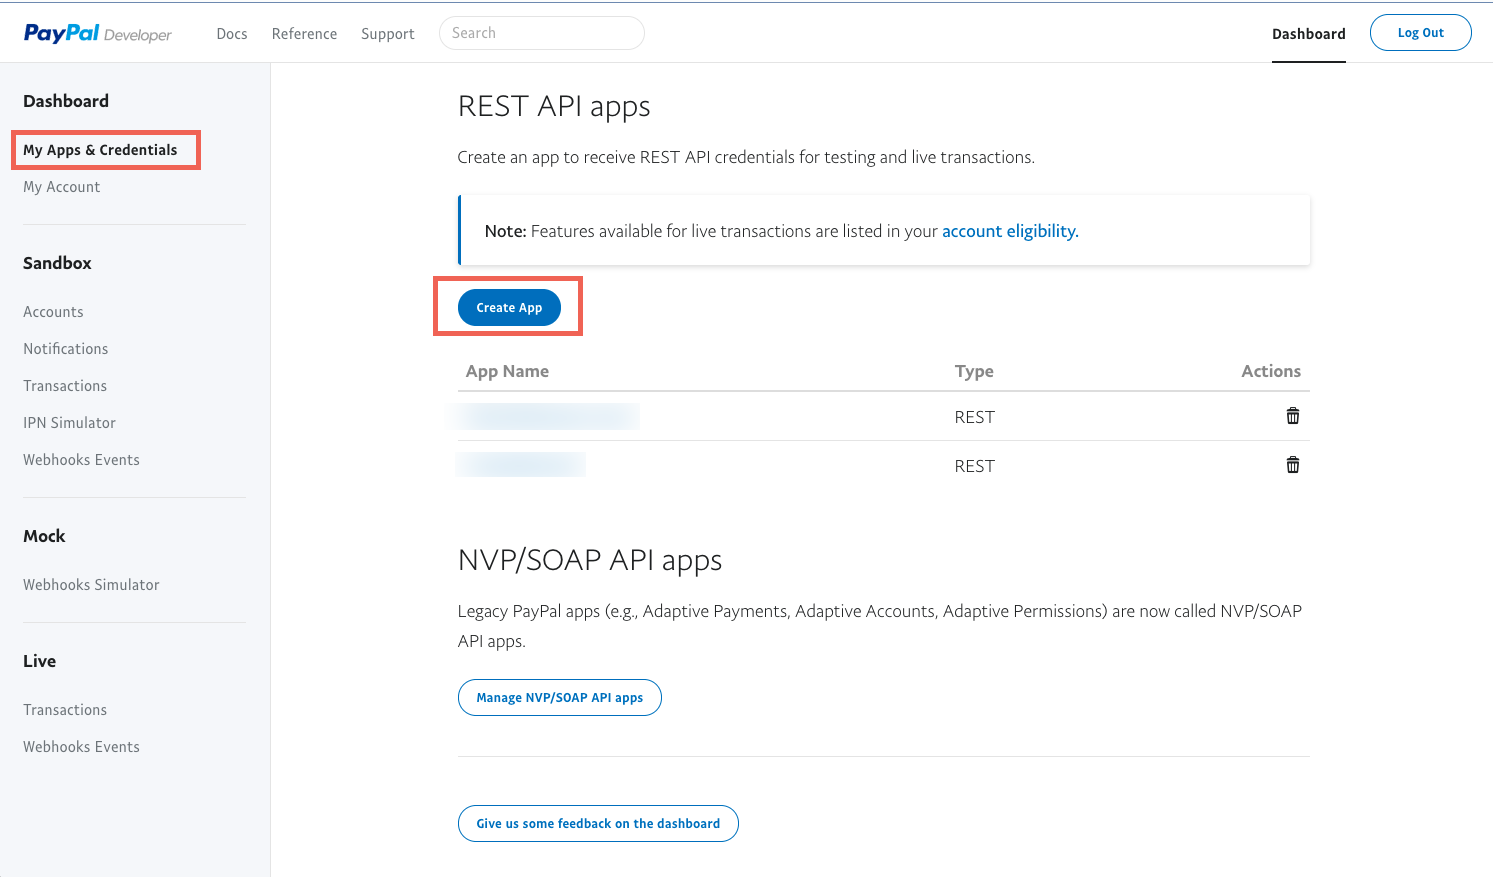 PayPal Developer
Docs Reference Support Search Dashboard Log Out
Dashboard
My Apps & Credentials
My Account
Sandbox
Accounts
Notifications
Transactions
IPN Simulator
Webhooks Events
Mock
Webhooks Simulator
Live
Transactions
Webhooks Events
REST API apps
Create an app to receive REST API credentials for testing and live transactions.
Note: Features available for live transactions are listed in your account eligibility.
Create App
App Name Type Actions
REST
REST
NVP/SOAP API apps
Legacy PayPal apps (e.g., Adaptive Payments, Adaptive Accounts, Adaptive Permissions) are now called NVP/SOAP
API apps.
Manage NVP/SOAP API apps
Give us some feedback on the dashboard